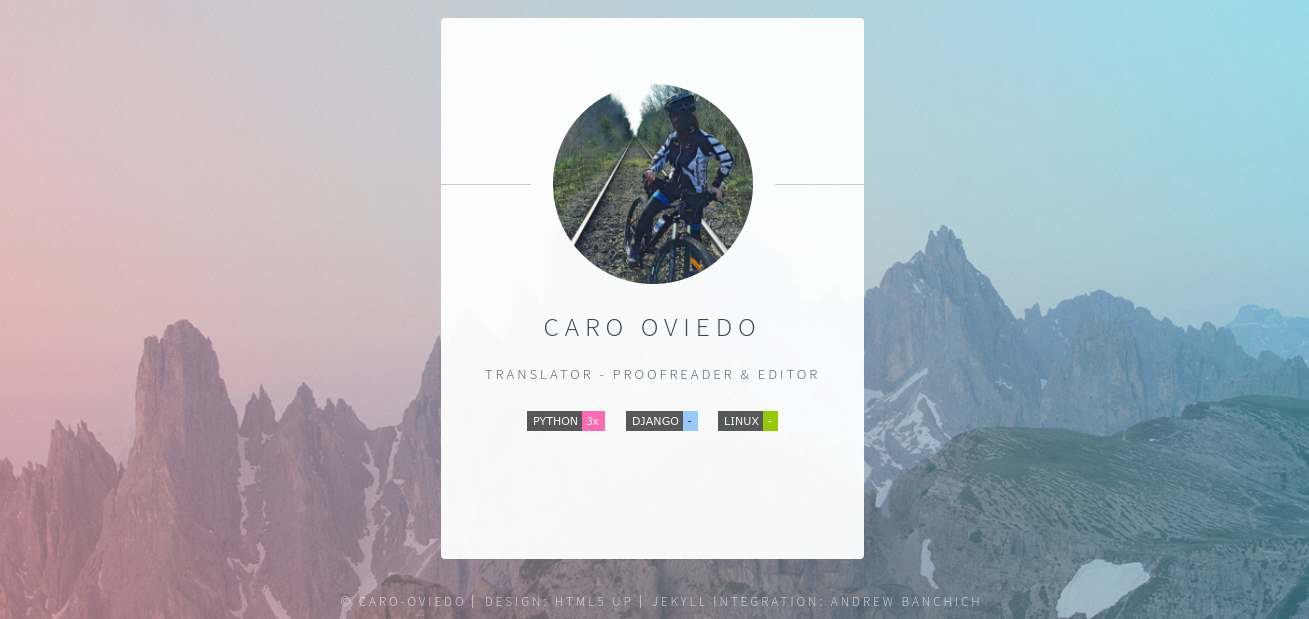 CARO OVIEDO
TRANSLATOR - PROOFREADER & EDITOR
PYTHON 3x DJANGO - LINUX -
© CARO-OVIEDO | DESIGN: HTML5 UP | JEKYLL INTEGRATION: ANDREW BANCHICH